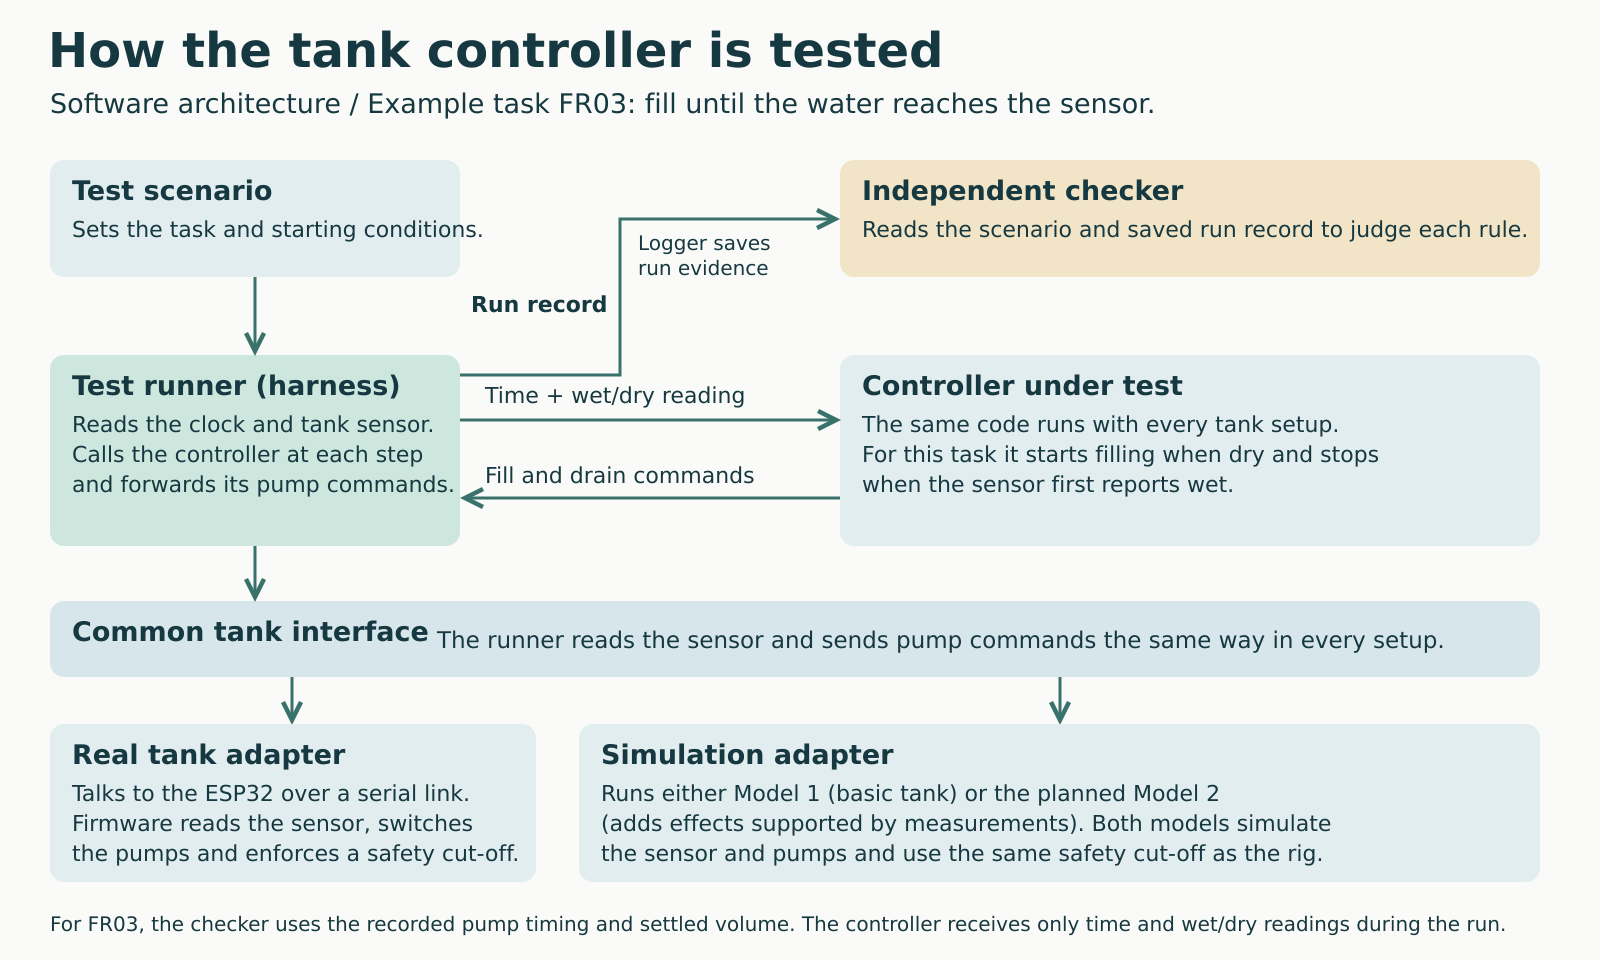 How the tank controller is tested
Software architecture / Example task FR03: fill until the water reaches the sensor.
Test scenario
Sets the task and starting conditions.
Independent checker
Reads the scenario and saved run record to judge each rule.
Logger saves
run evidence
Run record
Test runner (harness)
Reads the clock and tank sensor.
Calls the controller at each step
and forwards its pump commands.
Time + wet/dry reading
Fill and drain commands
Controller under test
The same code runs with every tank setup.
For this task it starts filling when dry and stops
when the sensor first reports wet.
Common tank interface The runner reads the sensor and sends pump commands the same way in every setup.
Real tank adapter
Talks to the ESP32 over a serial link.
Firmware reads the sensor, switches
the pumps and enforces a safety cut-off.
Simulation adapter
Runs either Model 1 (basic tank) or the planned Model 2
(adds effects supported by measurements). Both models simulate
the sensor and pumps and use the same safety cut-off as the rig.
For FR03, the checker uses the recorded pump timing and settled volume. The controller receives only time and wet/dry readings during the run.